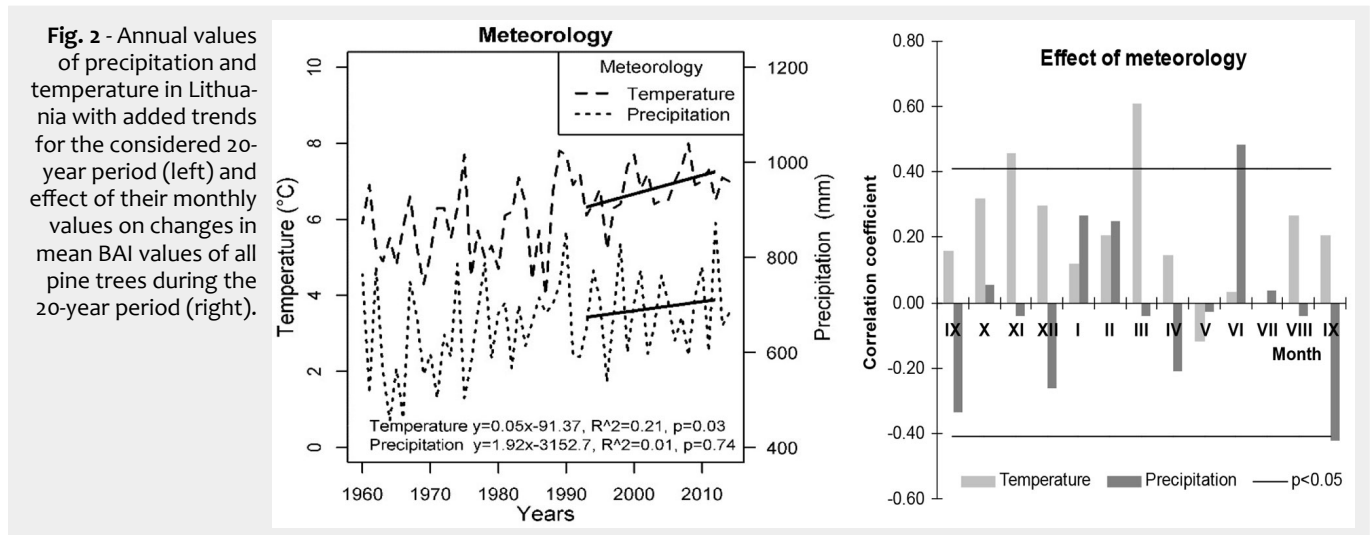 Fig. 2 - Annual values
of precipitation and
temperature in Lithua-
nia with added trends
for the considered 20-
year period (left) and
effect of their monthly
values on changes in
mean BAI values of all
pine trees during the
20-year period (right).
Meteorology
Meteorology
Temperature
Precipitation
Temperature (°C)
10
8
6
4
2
0
Precipitation (mm)
1200
1000
800
600
400
Temperature y=0.05x-91.37, R^2=0.21, p=0.03
Precipitation y=1.92x-3152.7, R^2=0.01, p=0.74
1960 1970 1980 1990 2000 2010
Years
Effect of meteorology
Correlation coefficient
0.80
0.60
0.40
0.20
0.00
-0.20
-0.40
-0.60
IX X XI XII I II III IV V VI VII VIII IX
Month
Temperature Precipitation p<0.05